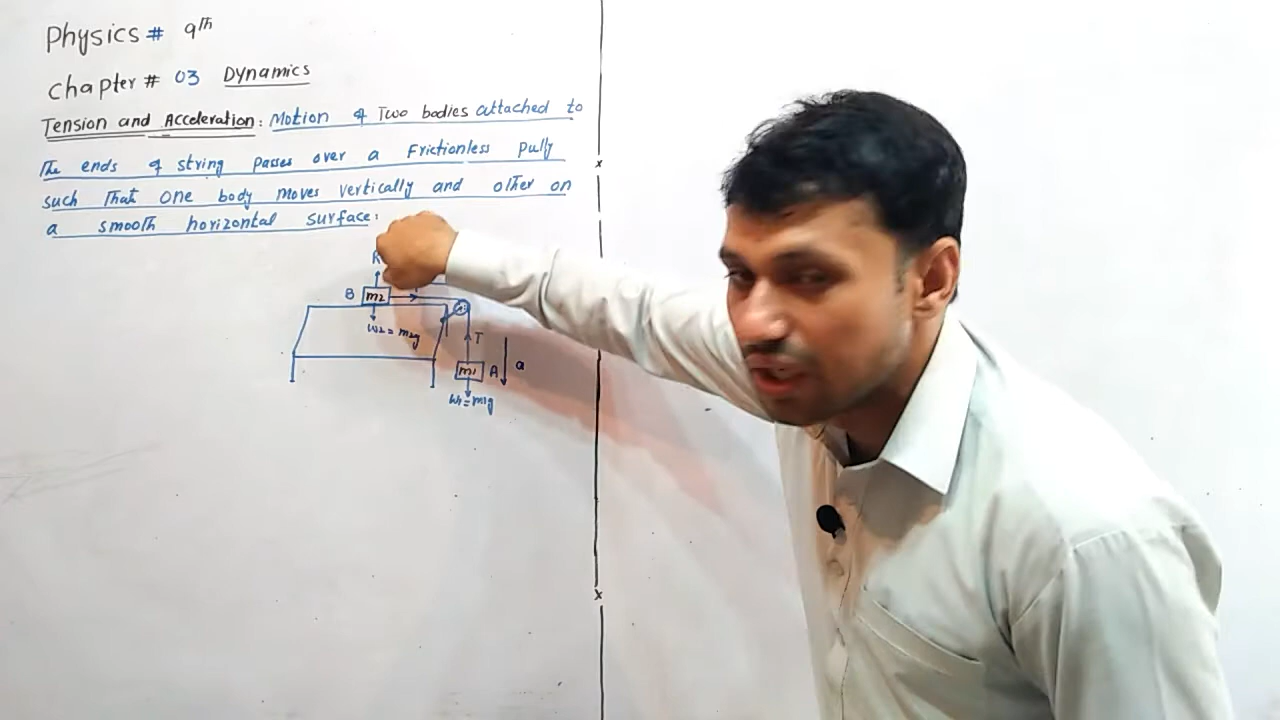 Physics # 9th
Chapter # 03 Dynamics
Tension and Acceleration: Motion of Two bodies attached to
The ends of string passes over a Frictionless pully
such That one body moves vertically and other on
a smooth horizontal surface:
R
B m2
W2 = m2g
T
m1 A a
W1=m1g